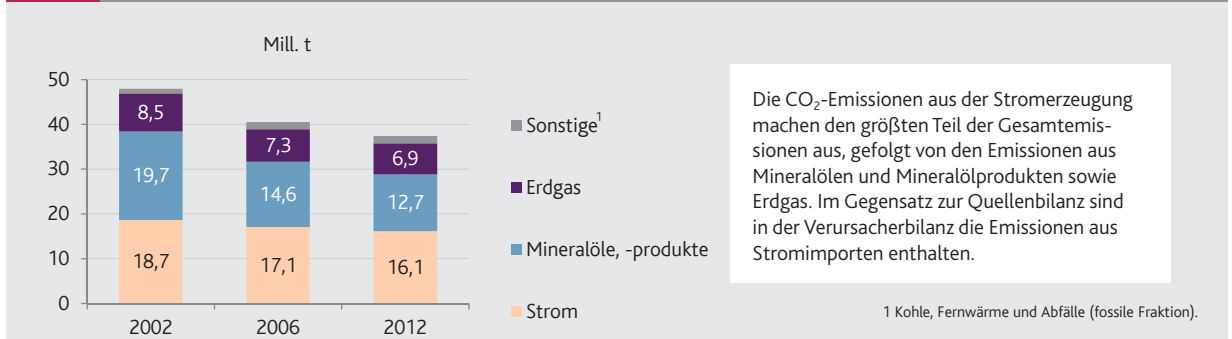 Mill. t
50
40
30
20
10
0
8,5
19,7
18,7
7,3
14,6
17,1
6,9
12,7
16,1
2002 2006 2012
Sonstige¹
Erdgas
Mineralöle, -produkte
Strom
Die CO₂-Emissionen aus der Stromerzeugung
machen den größten Teil der Gesamtemis-
sionen aus, gefolgt von den Emissionen aus
Mineralölen und Mineralölprodukten sowie
Erdgas. Im Gegensatz zur Quellenbilanz sind
in der Verursacherbilanz die Emissionen aus
Stromimporten enthalten.
1 Kohle, Fernwärme und Abfälle (fossile Fraktion).